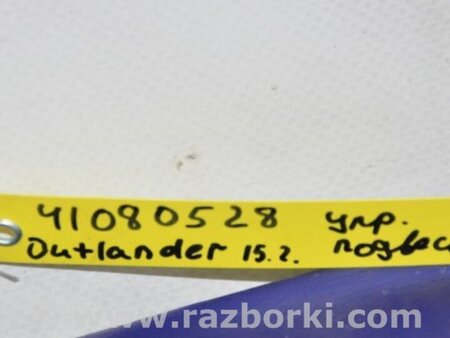 41080528 упр.
Outlander 15.г. подвес
www.razborki.com